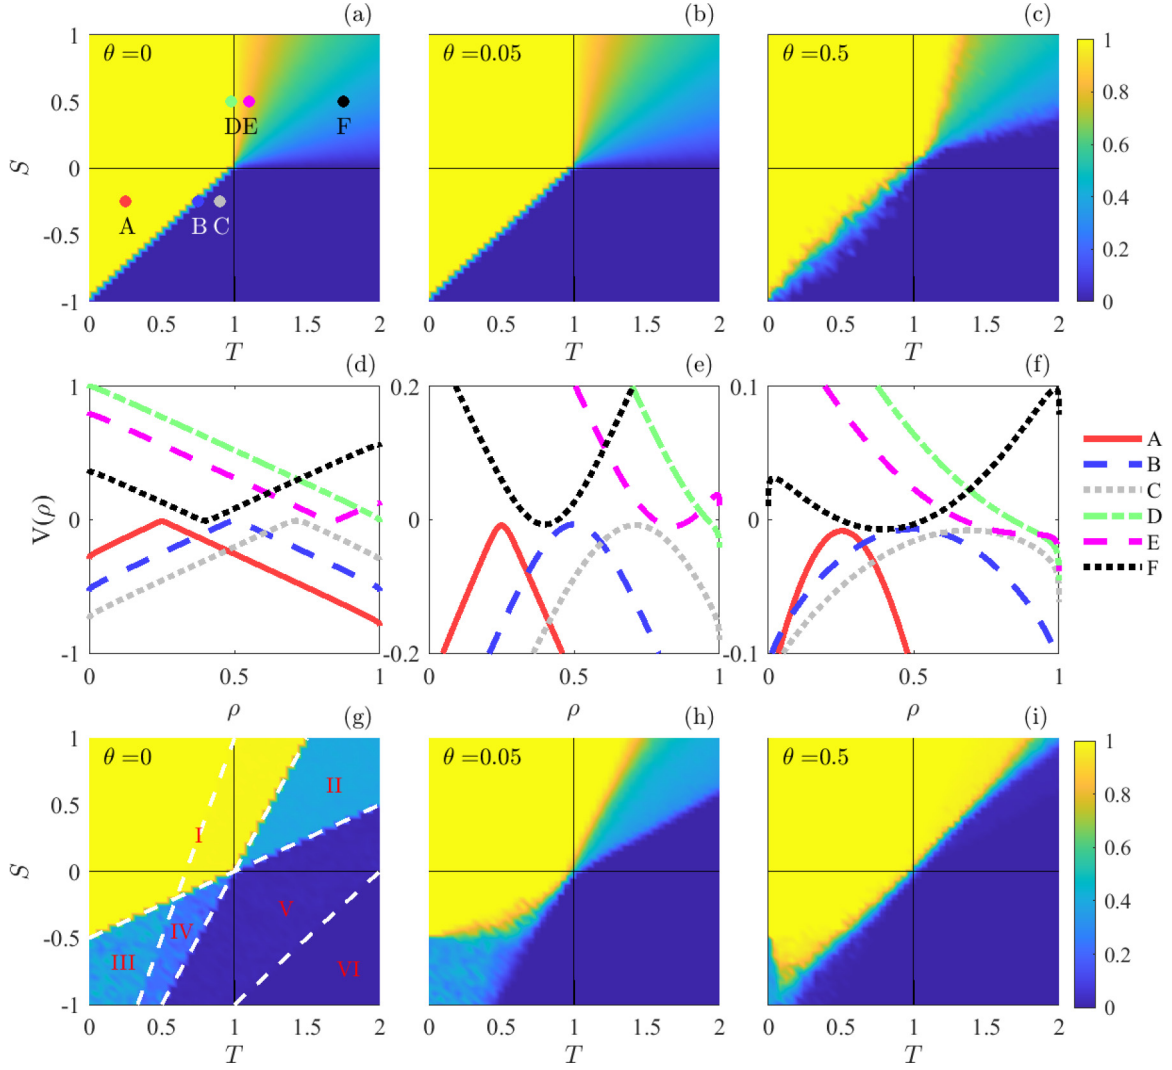 (a) (b) (c)
θ =0 θ =0.05 θ =0.5
1 0.5 0 -0.5 -1
S
D E F
A B C
0 0.5 1 1.5 2
T
0 0.5 1 1.5 2
T
0 0.5 1 1.5 2
T
1 0.8 0.6 0.4 0.2 0
(d) (e) (f)
1 0 -1
V(ρ)
0 0.5 1
ρ
0.2 0 -0.2
0 0.5 1
ρ
0.1 0 -0.1
0 0.5 1
ρ
A
B
C
D
E
F
(g) (h) (i)
θ =0 θ =0.05 θ =0.5
1 0.5 0 -0.5 -1
S
II
I
V
IV
III
VI
0 0.5 1 1.5 2
T
0 0.5 1 1.5 2
T
0 0.5 1 1.5 2
T
1 0.8 0.6 0.4 0.2 0